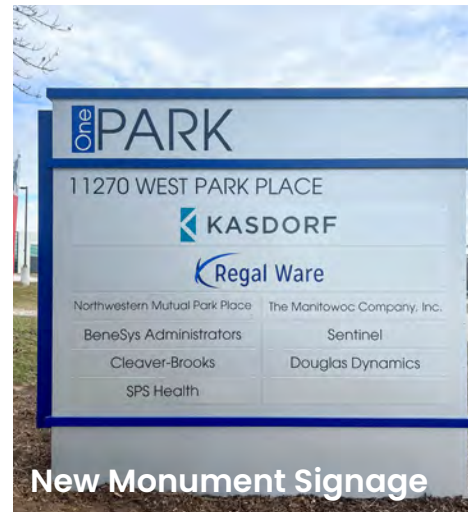 One PARK
11270 WEST PARK PLACE
KASDORF
Regal Ware
Northwestern Mutual Park Place
The Manitowoc Company, Inc.
BeneSys Administrators
Sentinel
Cleaver-Brooks
Douglas Dynamics
SPS Health
New Monument Signage